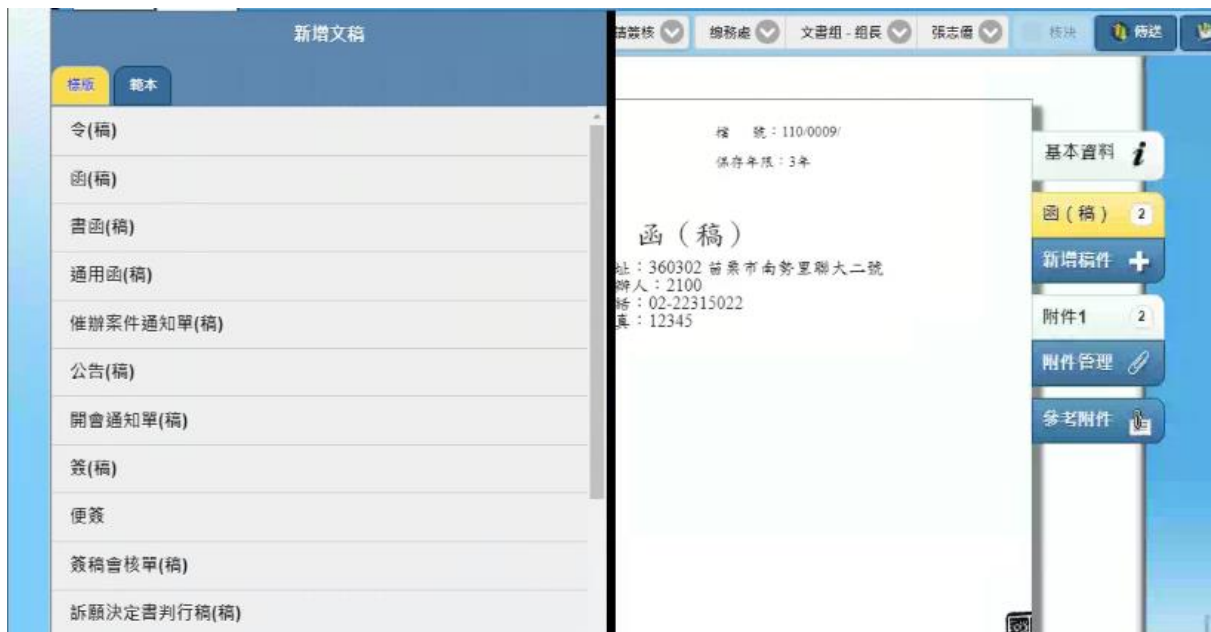 新增文稿
樣版
範本
令(稿)
函(稿)
書函(稿)
通用函(稿)
催辦案件通知單(稿)
公告(稿)
開會通知單(稿)
簽(稿)
便簽
簽稿會核單(稿)
訴願決定書判行稿(稿)
請簽核
總務處
文書組 - 組長
核決
傳送
檔 號：110/0009/
保存年限：3年
函（稿）
址：360302 苗栗市南勢里聯大二號
辦人：2100
話：02-22315022
真：12345
基本資料
函(稿) 2
新增稿件
附件1 2
附件管理
參考附件